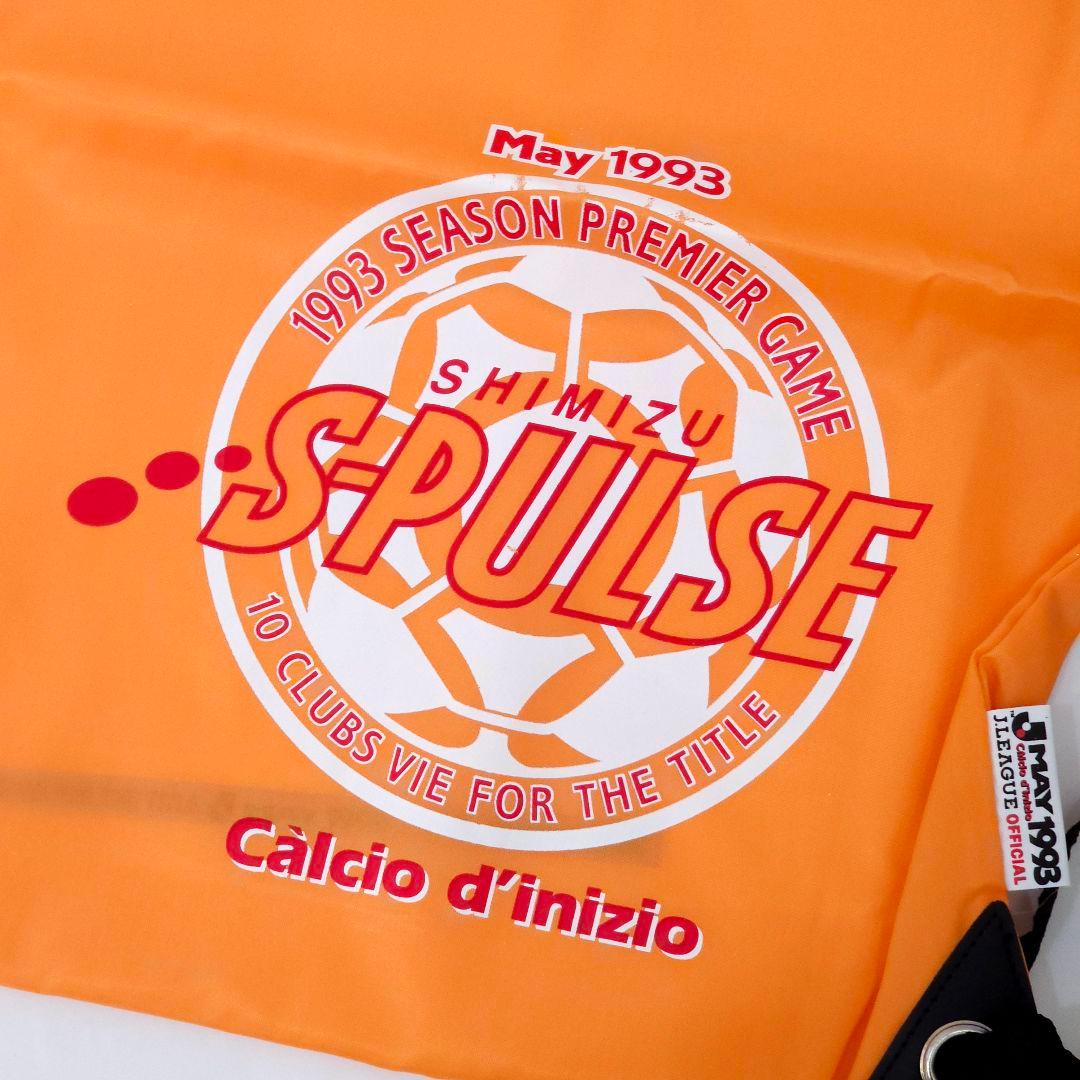 May 1993
1993 SEASON PREMIER GAME
SHIMIZU
S-PULSE
10 CLUBS VIE FOR THE TITLE
Càlcio d'inizio
MAY 1993
Càlcio d'inizio
J.LEAGUE OFFICIAL